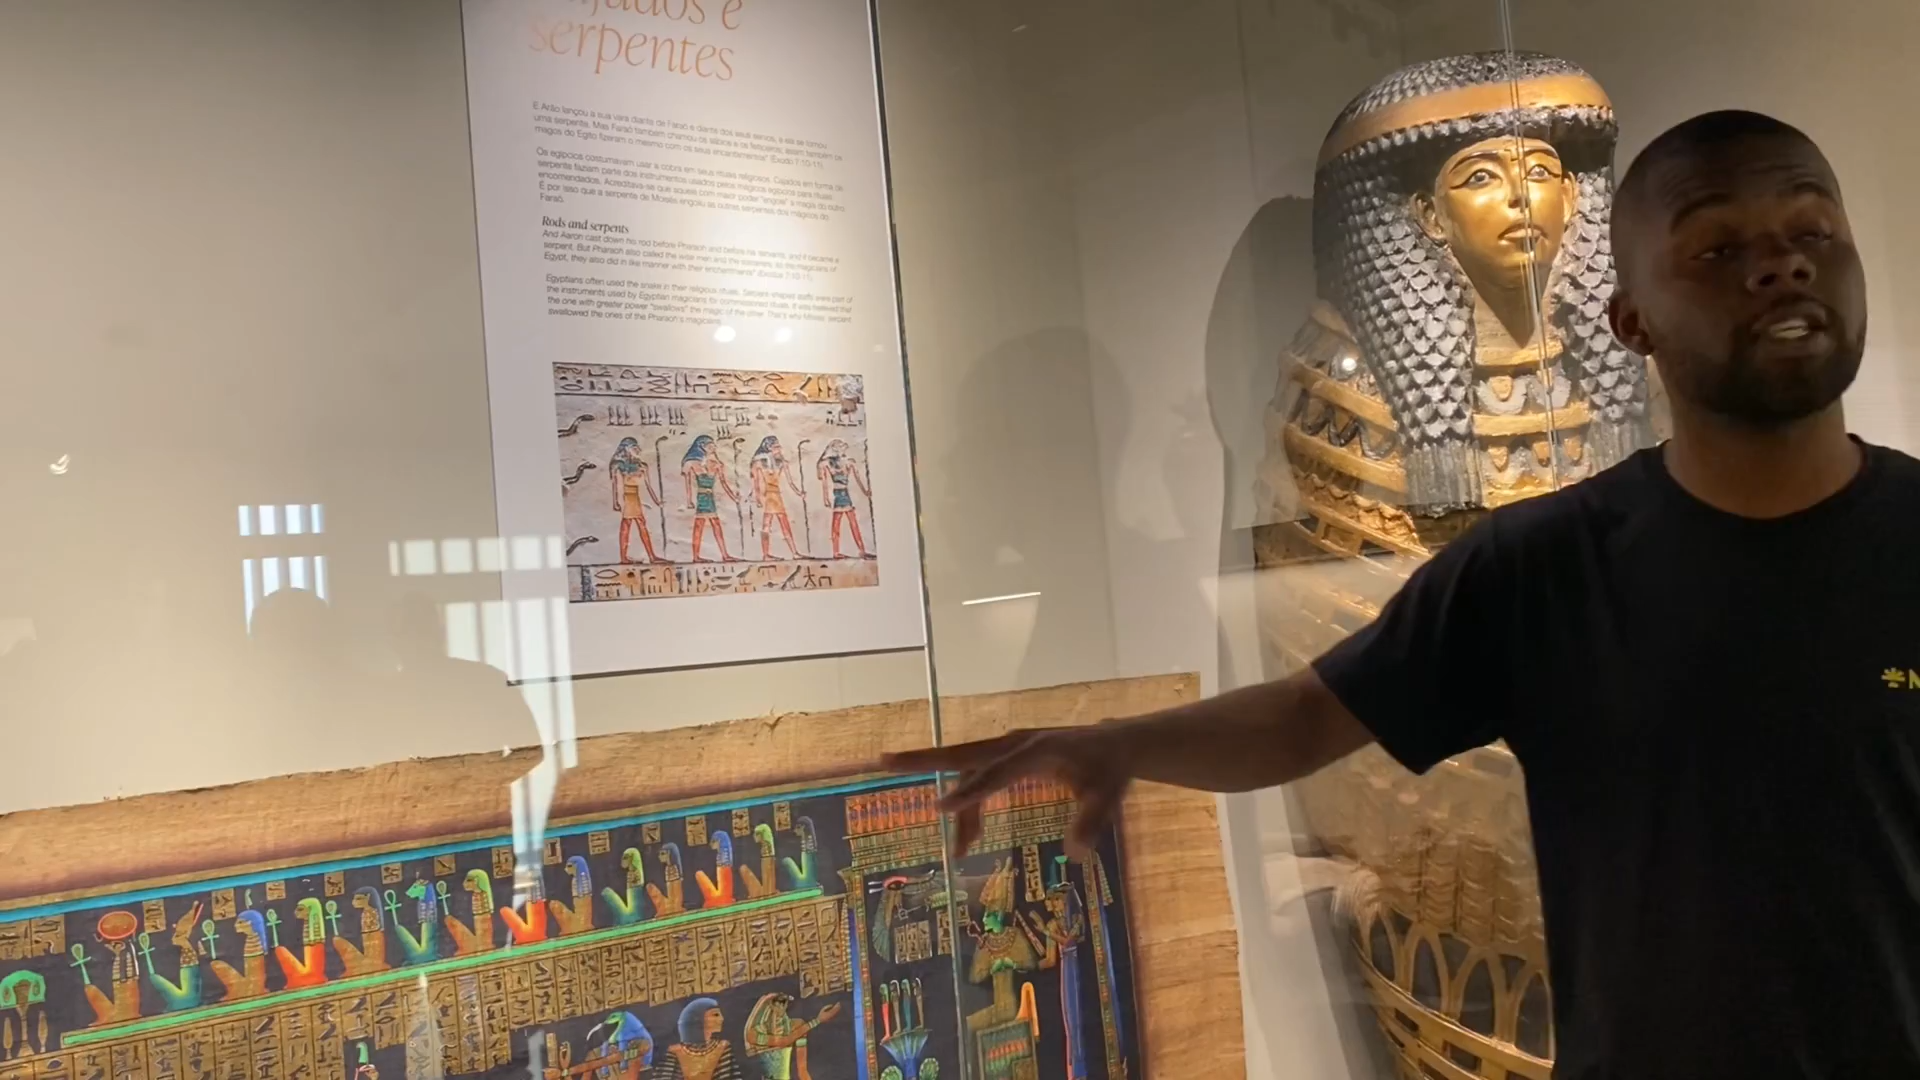 serpentes
E Arão lançou a sua vara diante de Faraó e diante dos seus servos, e ela se tornou
uma serpente. Mas Faraó também chamou os sábios e os feiticeiros; assim também os
magos do Egito fizeram o mesmo com os seus encantamentos" (Êxodo 7:10-11).
Os egípcios costumavam usar a cobra em seus rituais religiosos. Cajados em forma de
serpente faziam parte dos instrumentos usados pelos mágicos egípcios para rituais
encomendados. Acreditava-se que aquele com maior poder "engole" a magia do outro.
É por isso que a serpente de Moisés engoliu as outras serpentes dos mágicos do
Faraó.
Rods and serpents
And Aaron cast down his rod before Pharaoh and before his servants, and it became a
serpent. But Pharaoh also called the wise men and the sorcerers; so the magicians of
Egypt, they also did in like manner with their enchantments" (Exodus 7:10-11).
Egyptians often used the snake in their religious rituals. Serpent-shaped staffs were part of
the instruments used by Egyptian magicians for commissioned rituals. It was believed that
the one with greater power "swallows" the magic of the other. That's why Moses' serpent
swallowed the ones of the Pharaoh's magicians.